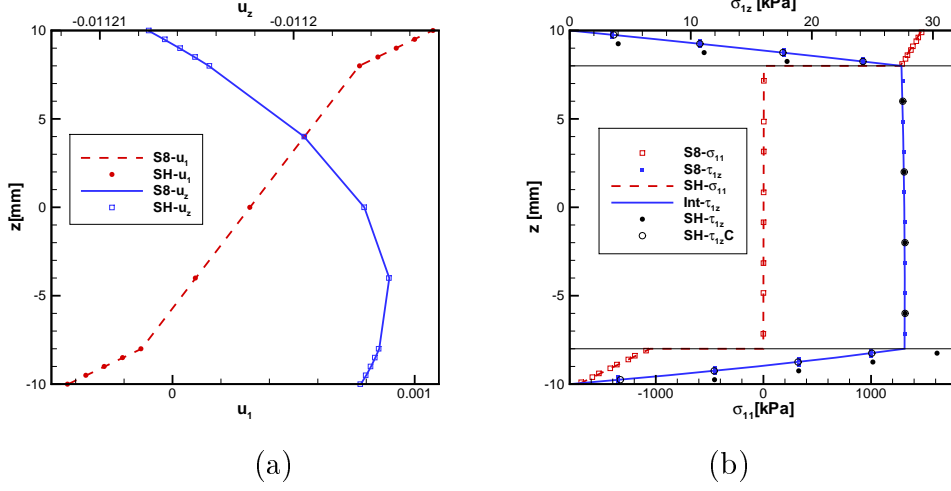 u_z
-0.01121 -0.0112
10
5
0
-5
-10
z[mm]
S8-u_1
SH-u_1
S8-u_z
SH-u_z
0 0.001
u_1
(a)
σ_1z [kPa]
0 10 20 30
10
5
0
-5
-10
z [mm]
S8-σ_11
S8-τ_1z
SH-σ_11
Int-τ_1z
SH-τ_1z
SH-τ_1zC
-1000 0 1000
σ_11[kPa]
(b)